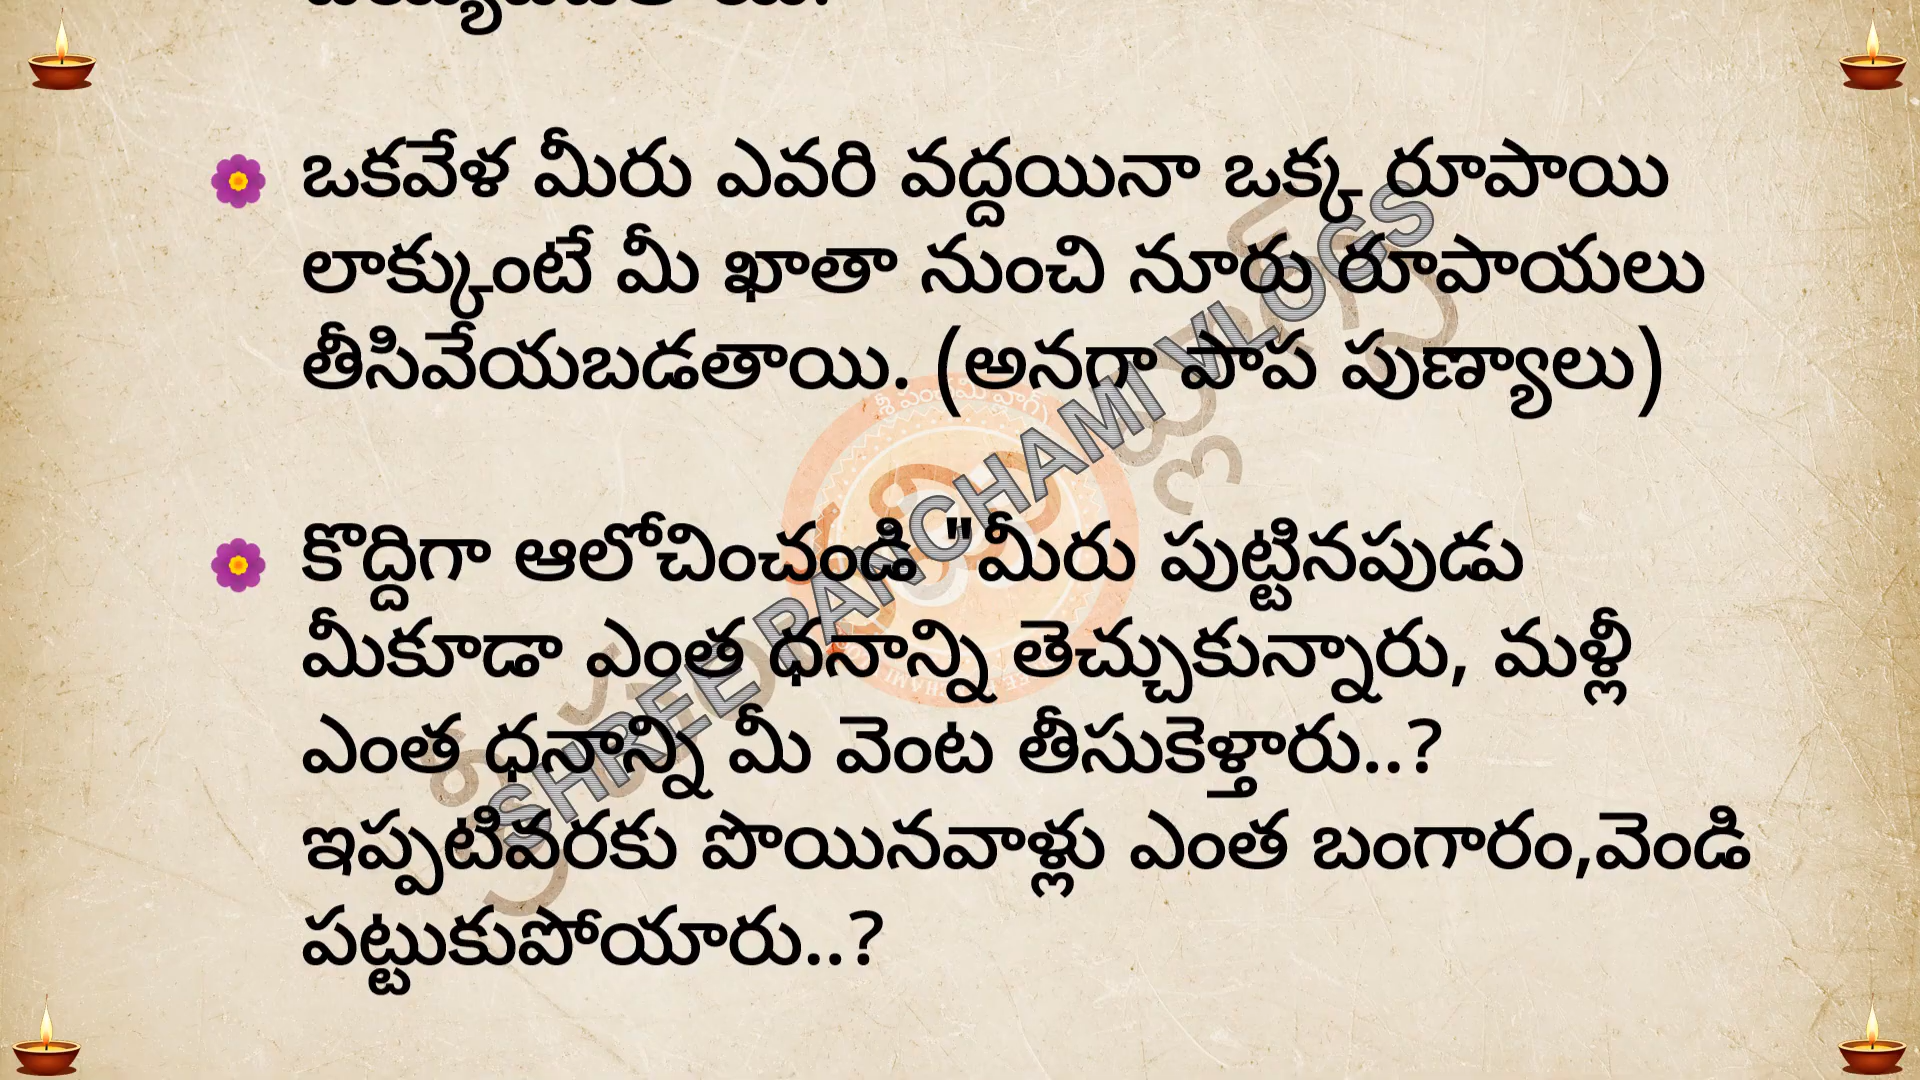 ఒకవేళ మీరు ఎవరి వద్దయినా ఒక్క రూపాయి
లాక్కుంటే మీ ఖాతా నుంచి నూరు రూపాయలు
తీసివేయబడతాయి. (అనగా పాప పుణ్యాలు)
కొద్దిగా ఆలోచించండి "మీరు పుట్టినపుడు
మీకూడా ఎంత ధనాన్ని తెచ్చుకున్నారు, మళ్లీ
ఎంత ధనాన్ని మీ వెంట తీసుకెళ్తారు..?
ఇప్పటివరకు పొయినవాళ్లు ఎంత బంగారం,వెండి
పట్టుకుపోయారు..?
SHREE PANCHAMI VLOGS